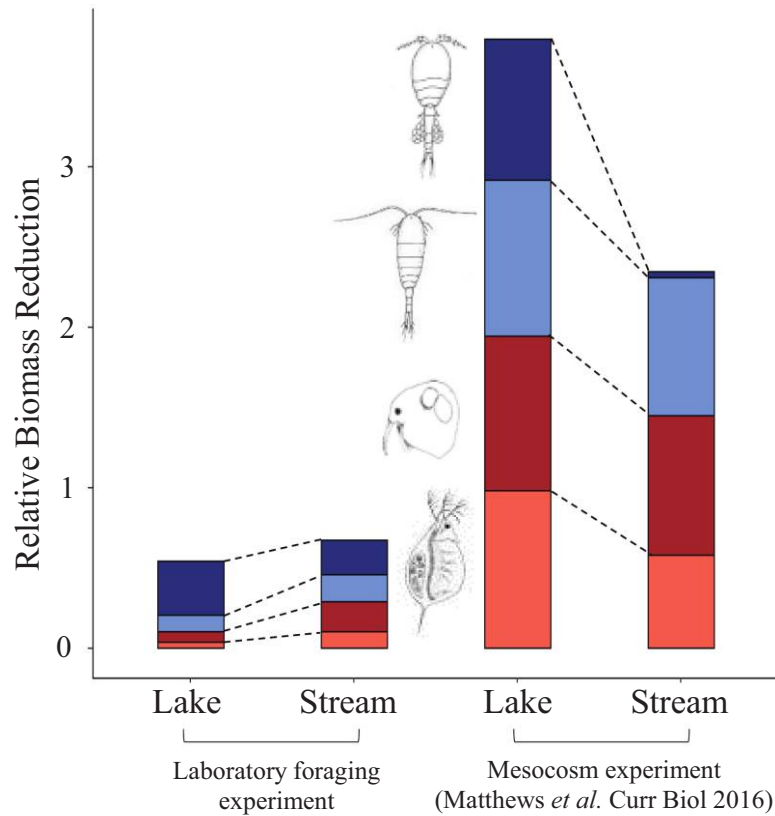 Relative Biomass Reduction
3
2
1
0
Lake
Stream
Lake
Stream
Laboratory foraging
experiment
Mesocosm experiment
(Matthews et al. Curr Biol 2016)